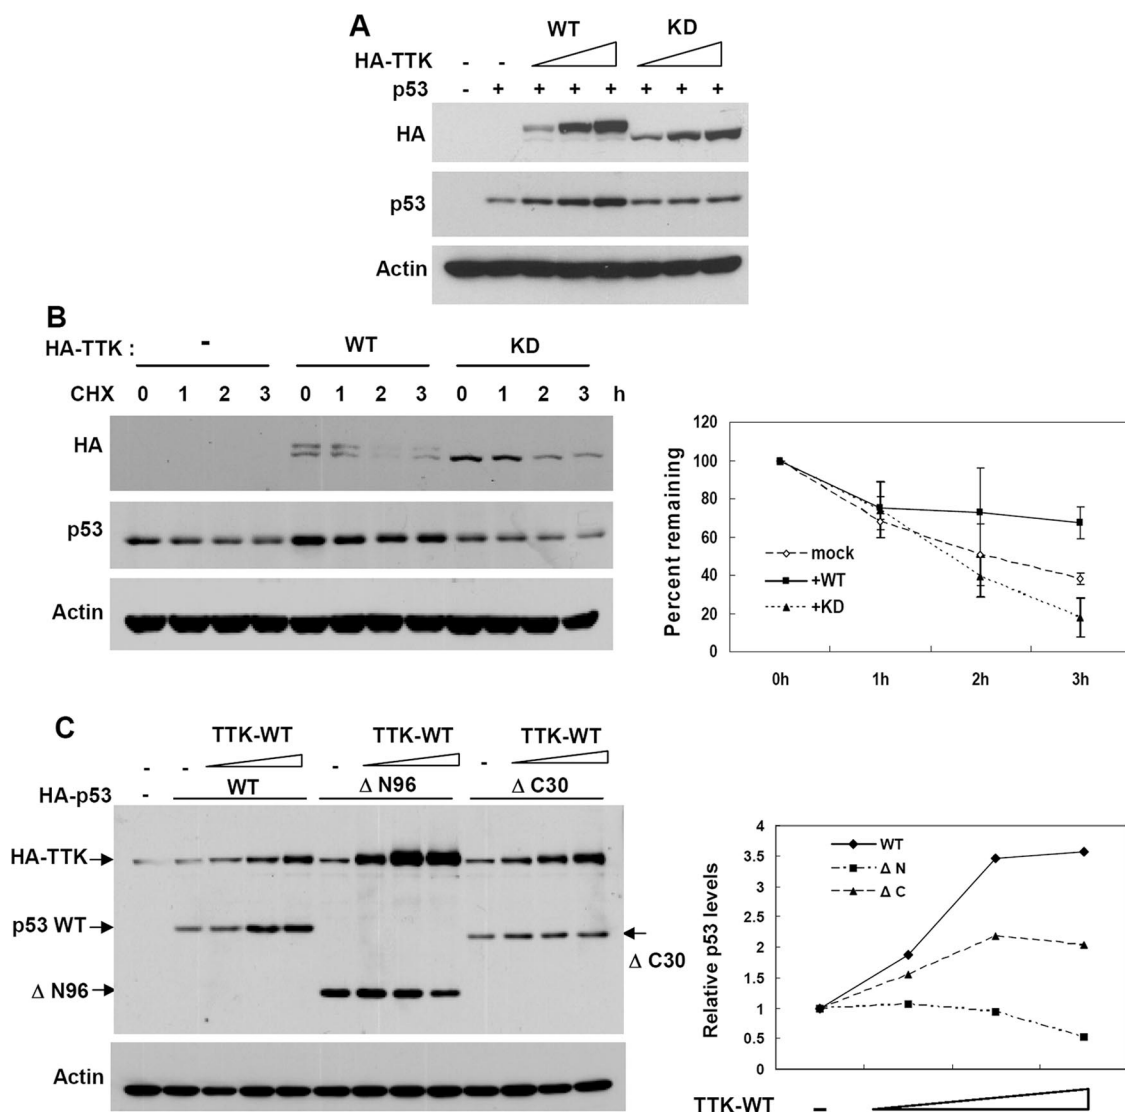 A
WT KD
HA-TTK - -
p53 - + + + + + + +
HA
p53
Actin
B
HA-TTK : - WT KD
CHX 0 1 2 3 0 1 2 3 0 1 2 3 h
HA
p53
Actin
120
100
80
60
40
20
0
Percent remaining
mock
+WT
+KD
0h 1h 2h 3h
C
TTK-WT TTK-WT TTK-WT
- - - -
HA-p53 - WT Δ N96 Δ C30
HA-TTK
p53 WT
Δ C30
Δ N96
Actin
4
3.5
3
2.5
2
1.5
1
0.5
0
Relative p53 levels
WT
Δ N
Δ C
TTK-WT -